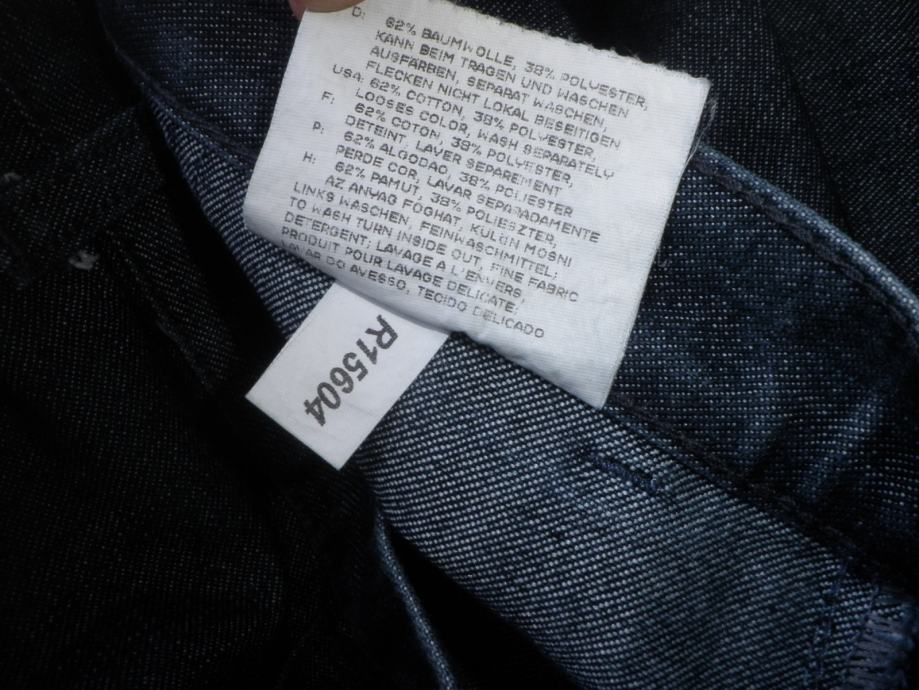 D: 62% BAUMWOLLE, 38% POLYESTER,
KANN BEIM TRAGEN UND WASCHEN
AUSFÄRBEN, SEPARAT WASCHEN,
FLECKEN NICHT LOKAL BESEITIGEN
USA: 62% COTTON, 38% POLYESTER,
LOOSES COLOR, WASH SEPARATELY
F: 62% COTON, 38% POLYESTER,
DETEINT, LAVER SEPAREMENT
P: 62% ALGODAO, 38% POLIESTER
PERDE COR, LAVAR SEPARADAMENTE
H: 62% PAMUT, 38% POLIESZTER,
AZ ANYAG FOGHAT, KÜLÖN MOSNI
LINKS WASCHEN, FEINWASCHMITTEL;
TO WASH TURN INSIDE OUT, FINE FABRIC
DETERGENT; LAVAGE A L'ENVERS,
PRODUIT POUR LAVAGE DELICATE;
LAVAR DO AVESSO, TECIDO DELICADO
R15604